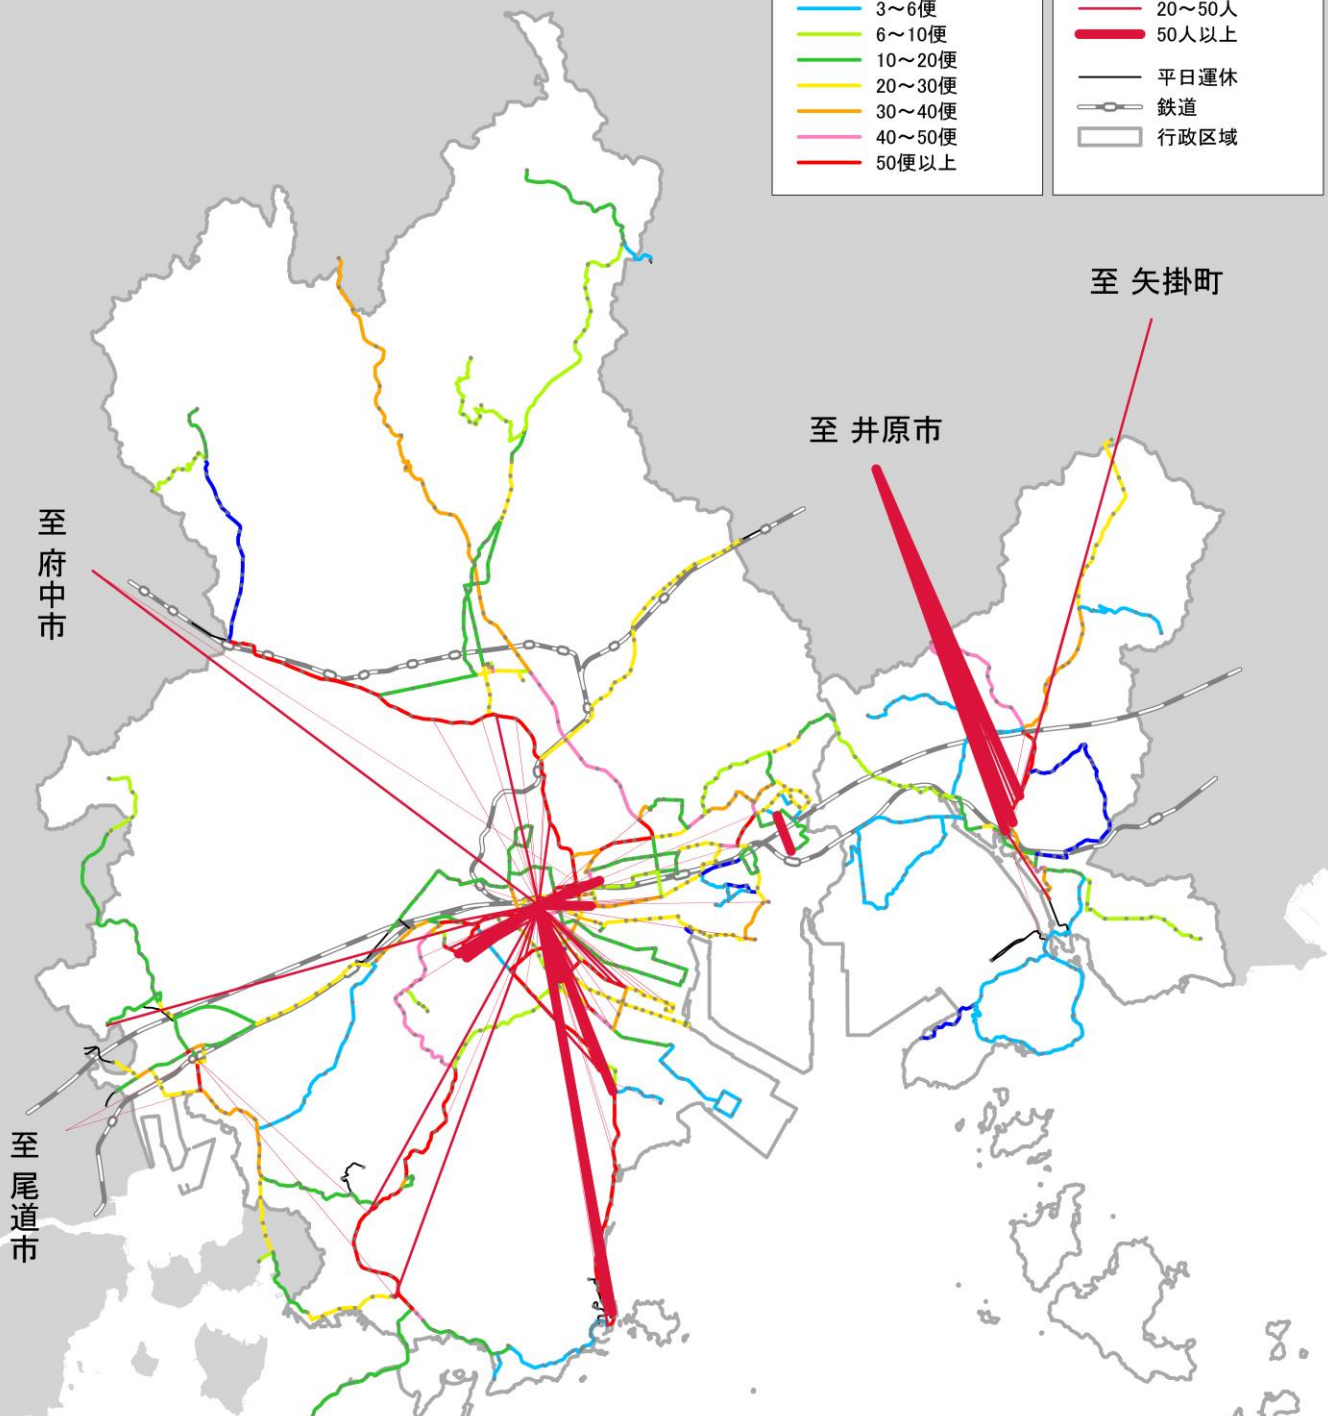 3～6便
6～10便
10～20便
20～30便
30～40便
40～50便
50便以上
20～50人
50人以上
平日運休
鉄道
行政区域
至 矢掛町
至 井原市
至 府中市
至 尾道市